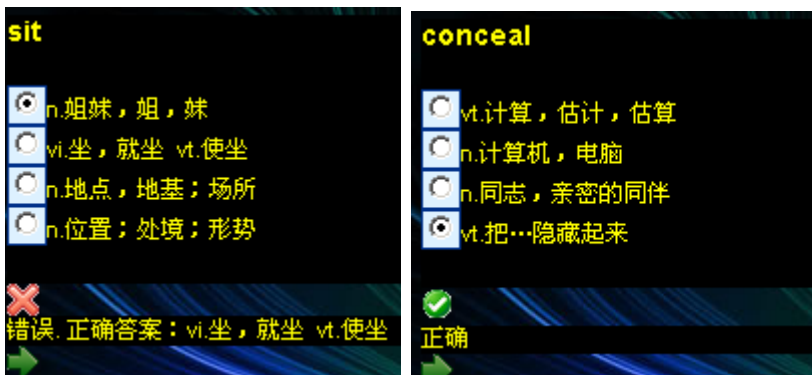 sit
n.姐妹，姐，妹
vi.坐，就坐 vt.使坐
n.地点，地基；场所
n.位置；处境；形势
错误. 正确答案：vi.坐，就坐 vt.使坐
conceal
vt.计算，估计，估算
n.计算机，电脑
n.同志，亲密的同伴
vt.把…隐藏起来
正确